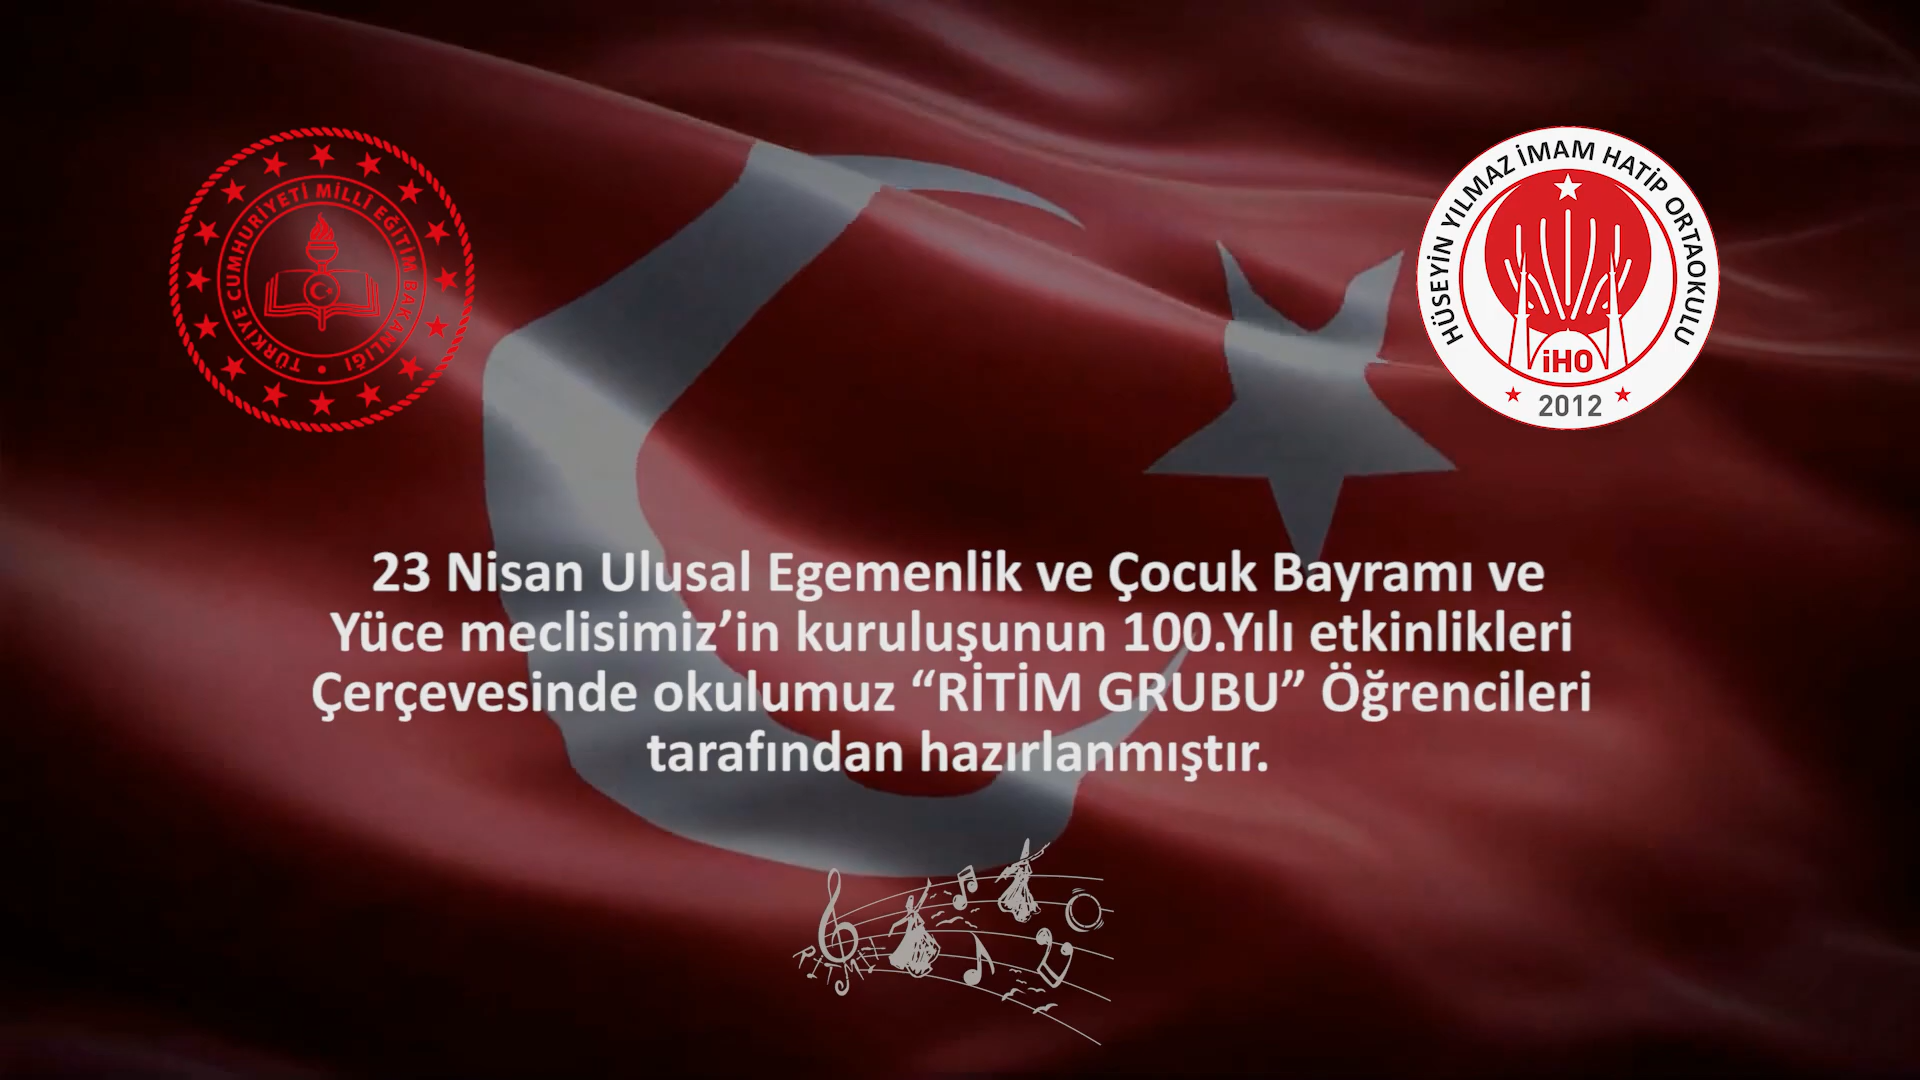 TÜRKİYE CUMHURİYETİ MİLLİ EĞİTİM BAKANLIĞI
HÜSEYİN YILMAZ İMAM HATİP ORTAOKULU
iHO
2012
23 Nisan Ulusal Egemenlik ve Çocuk Bayramı ve
Yüce meclisimiz’in kuruluşunun 100.Yılı etkinlikleri
Çerçevesinde okulumuz “RİTİM GRUBU” Öğrencileri
tarafından hazırlanmıştır.